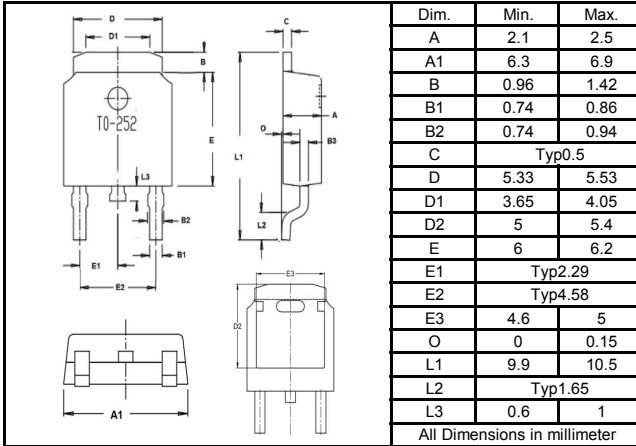 D
D1
B
TO-252
E
L3
B2
B1
E1
E2
C
A
O
B3
L1
L2
E3
D2
A1
Dim. Min. Max.
A 2.1 2.5
A1 6.3 6.9
B 0.96 1.42
B1 0.74 0.86
B2 0.74 0.94
C Typ0.5
D 5.33 5.53
D1 3.65 4.05
D2 5 5.4
E 6 6.2
E1 Typ2.29
E2 Typ4.58
E3 4.6 5
O 0 0.15
L1 9.9 10.5
L2 Typ1.65
L3 0.6 1
All Dimensions in millimeter